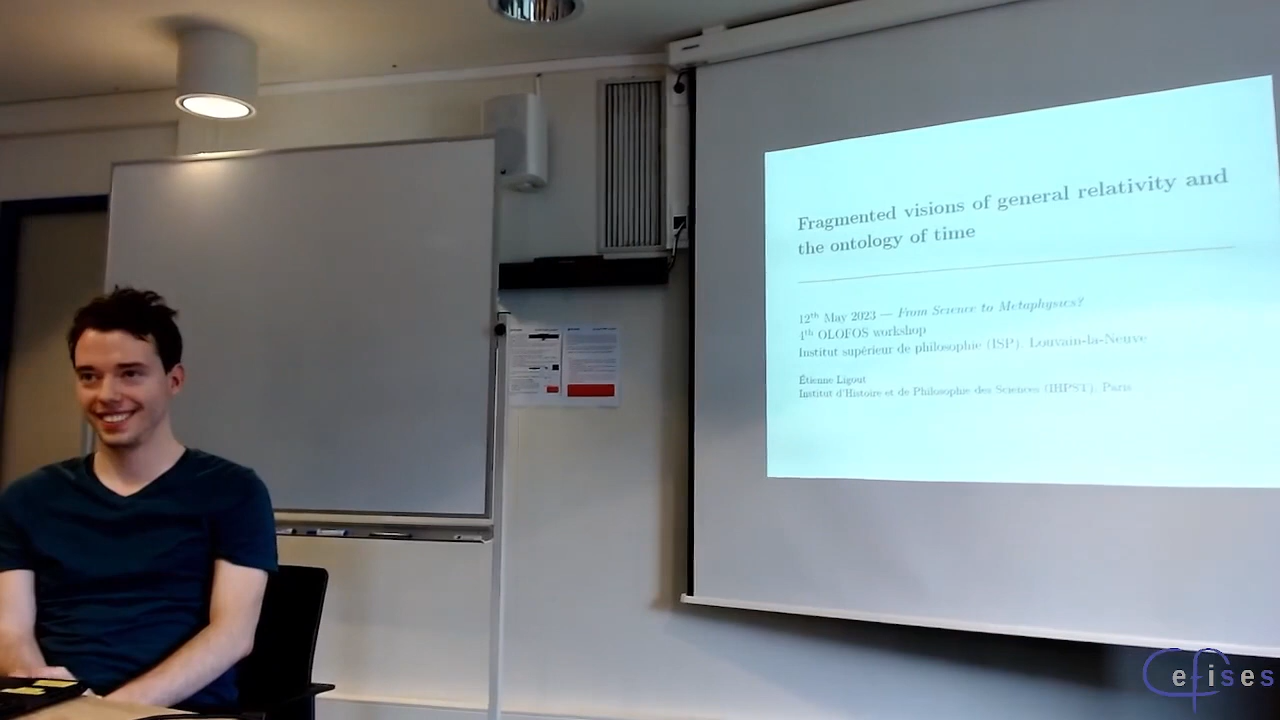 Fragmented visions of general relativity and
the ontology of time
12th May 2023 — From Science to Metaphysics?
4th OLOFOS workshop
Institut supérieur de philosophie (ISP), Louvain-la-Neuve
Étienne Ligout
Institut d'Histoire et de Philosophie des Sciences (IHPST), Paris
Cefises